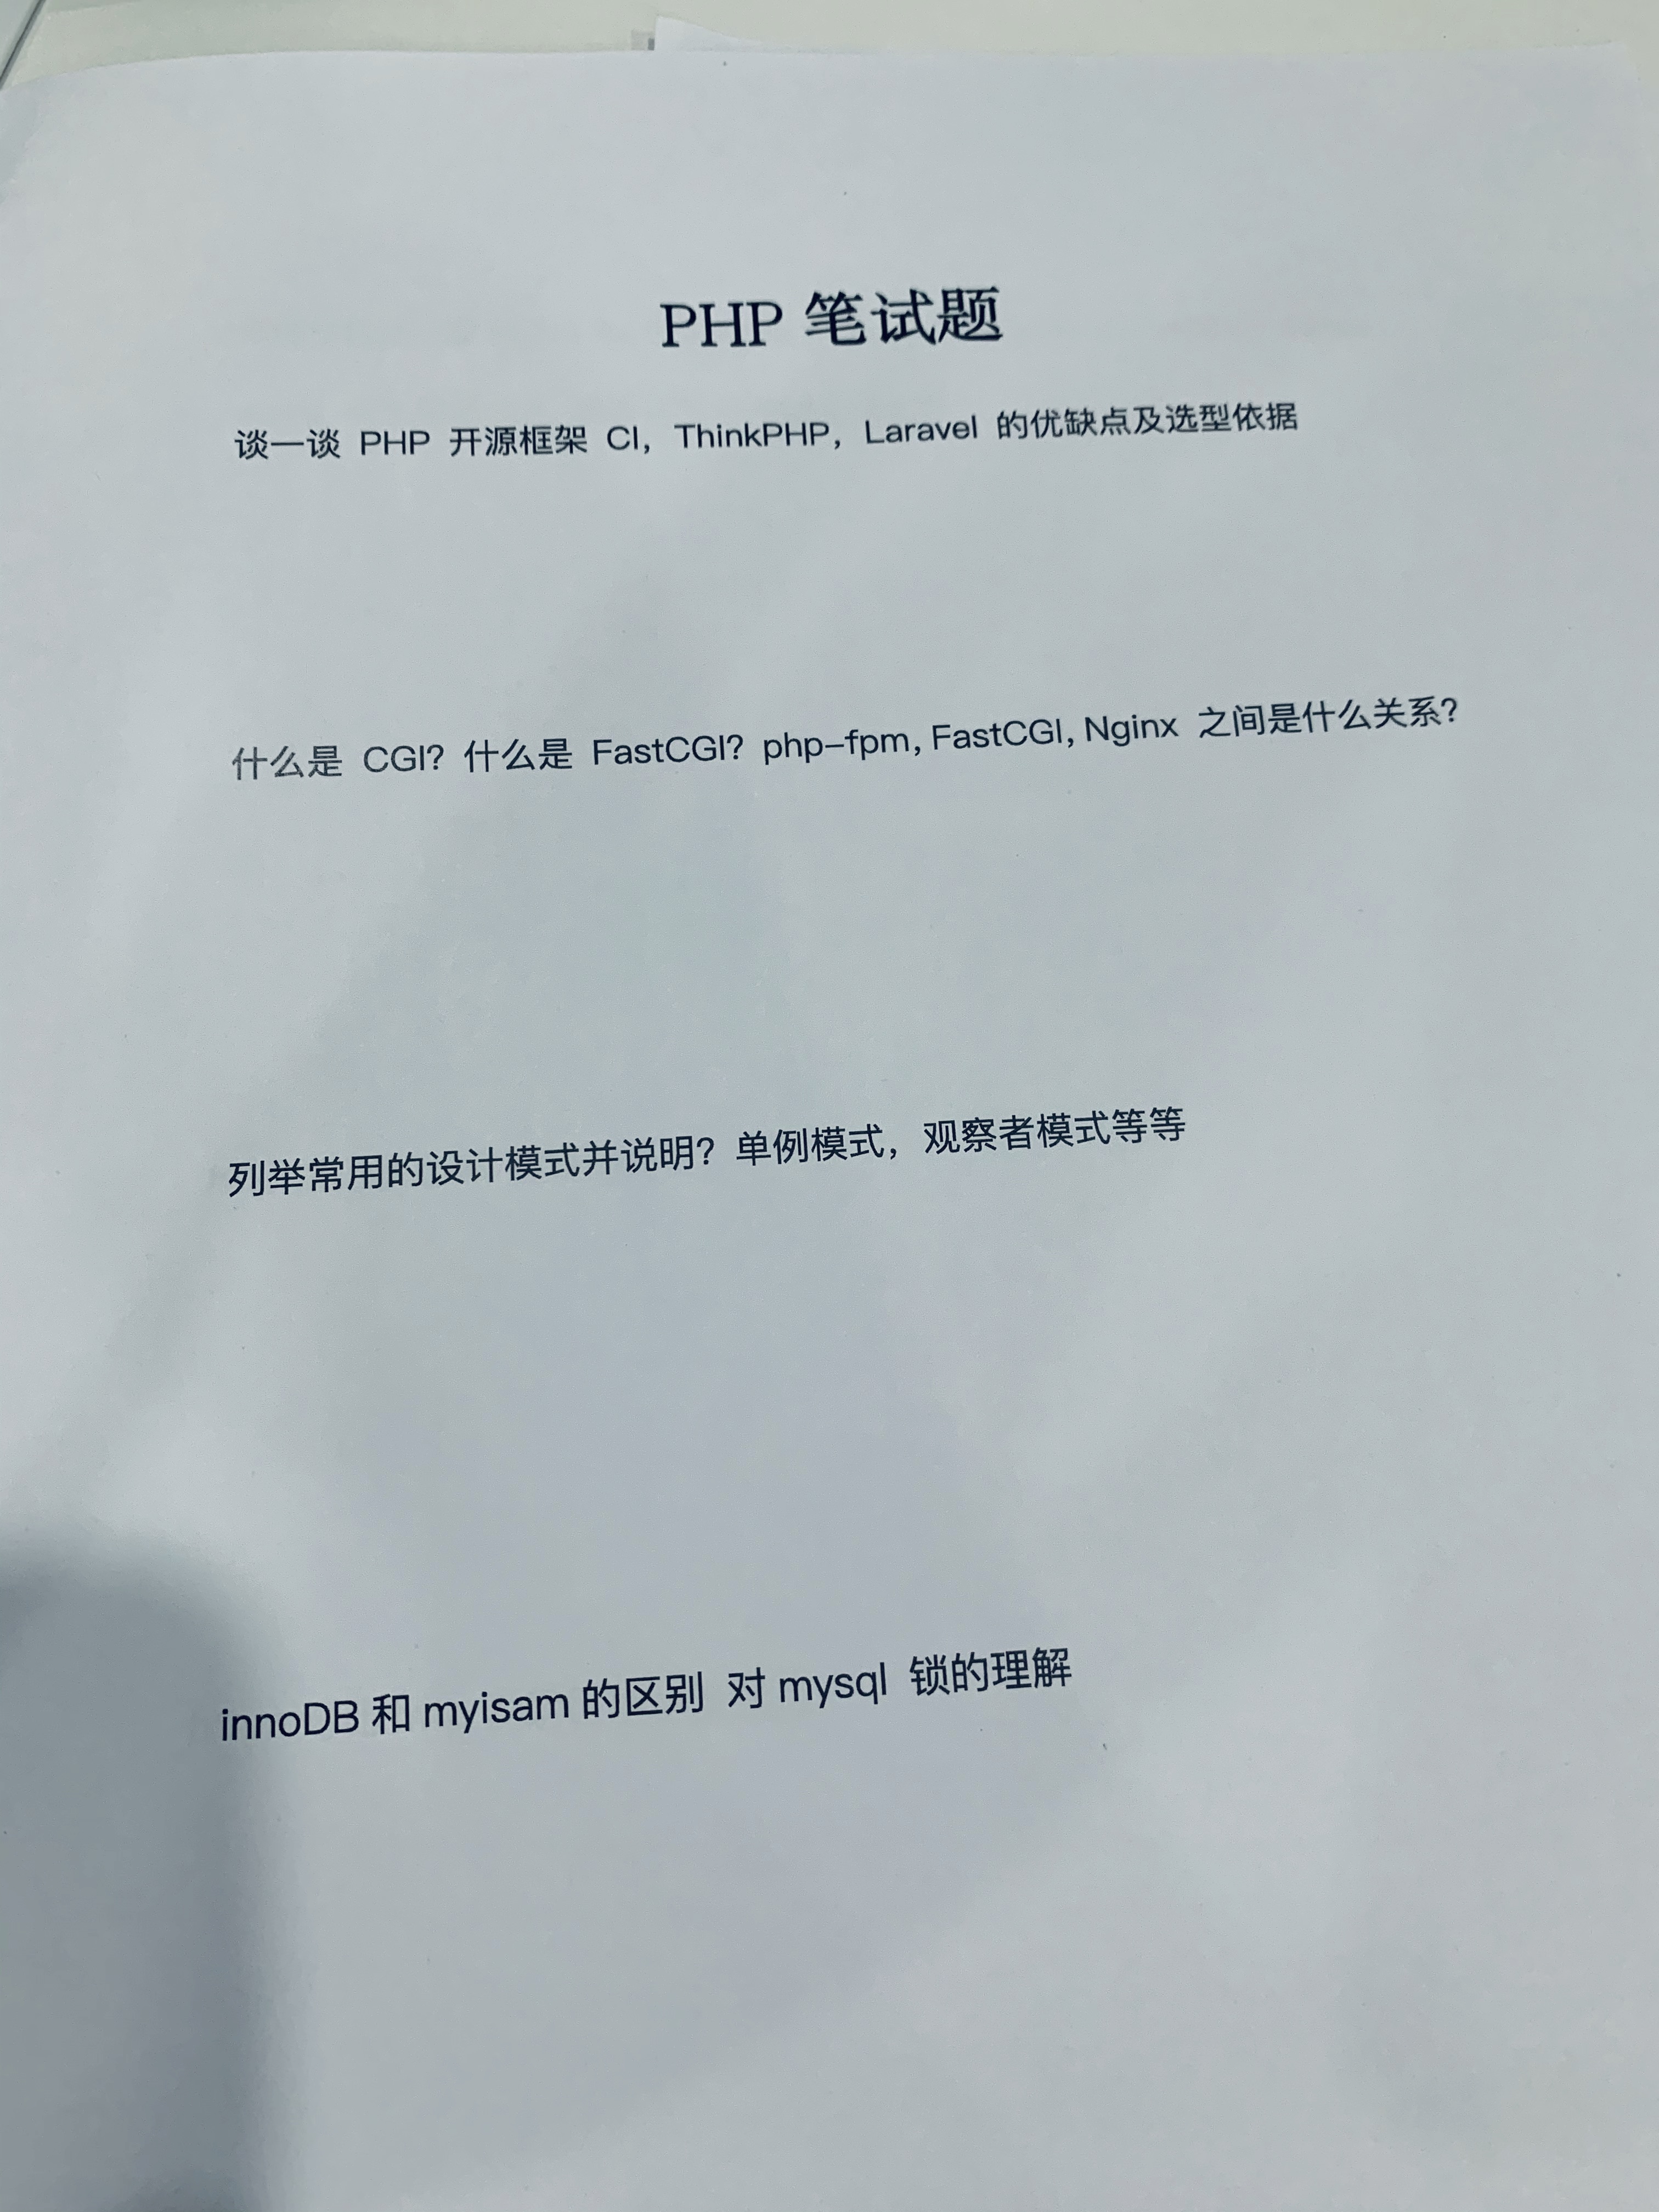 PHP 笔试题
谈一谈 PHP 开源框架 CI，ThinkPHP，Laravel 的优缺点及选型依据
什么是 CGI？什么是 FastCGI？php-fpm, FastCGI, Nginx 之间是什么关系？
列举常用的设计模式并说明？单例模式，观察者模式等等
innoDB 和 myisam 的区别 对 mysql 锁的理解